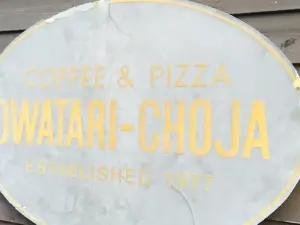 COFFEE & PIZZA
OWATARI-CHOJA
ESTABLISHED 1977